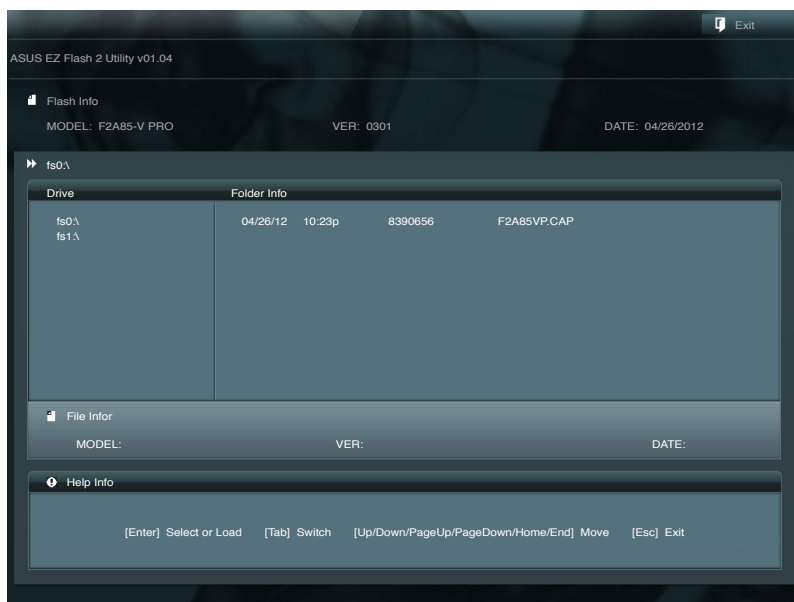 Exit
ASUS EZ Flash 2 Utility v01.04
Flash Info
MODEL: F2A85-V PRO VER: 0301 DATE: 04/26/2012
fs0:\
Drive Folder Info
fs0:\ 04/26/12 10:23p 8390656 F2A85VP.CAP
fs1:\
File Infor
MODEL: VER: DATE:
Help Info
[Enter] Select or Load [Tab] Switch [Up/Down/PageUp/PageDown/Home/End] Move [Esc] Exit